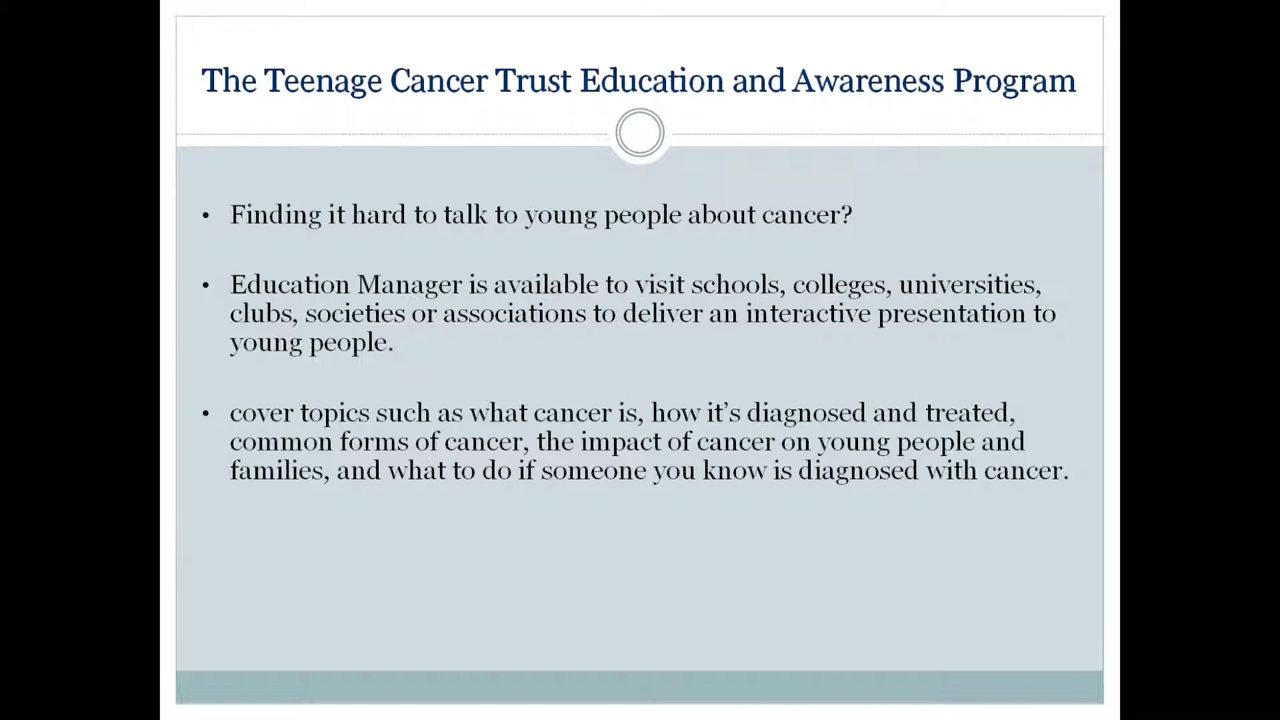 The Teenage Cancer Trust Education and Awareness Program
• Finding it hard to talk to young people about cancer?
• Education Manager is available to visit schools, colleges, universities,
clubs, societies or associations to deliver an interactive presentation to
young people.
• cover topics such as what cancer is, how it’s diagnosed and treated,
common forms of cancer, the impact of cancer on young people and
families, and what to do if someone you know is diagnosed with cancer.